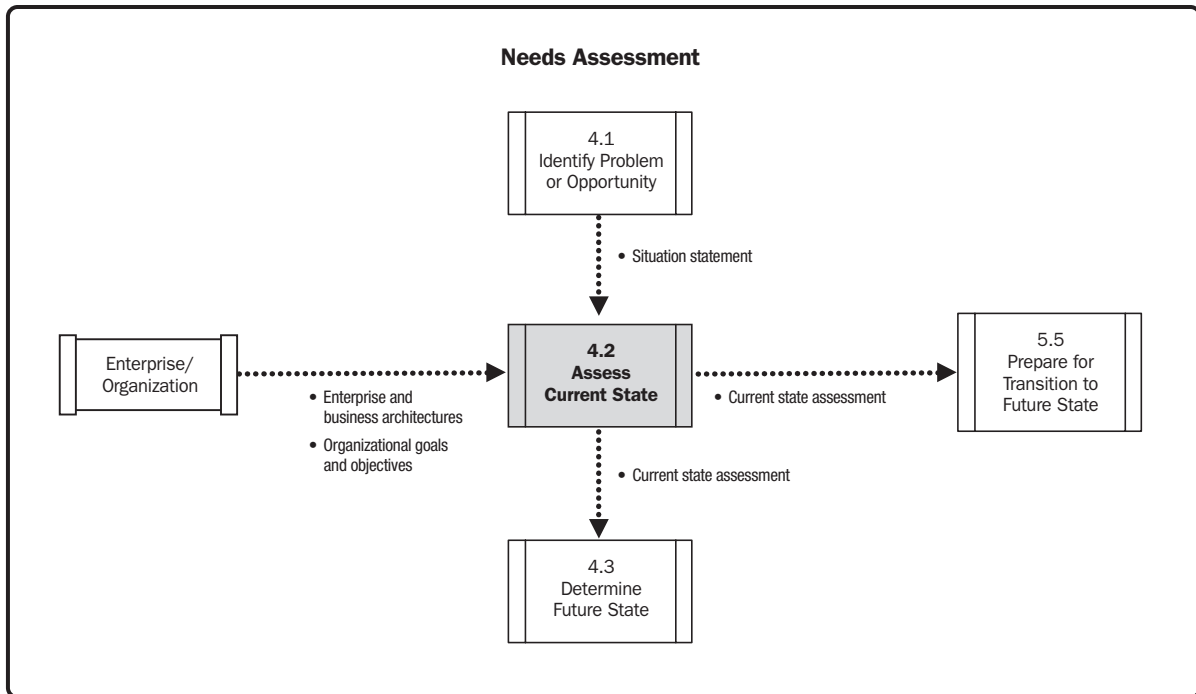 Needs Assessment
4.1
Identify Problem
or Opportunity
• Situation statement
Enterprise/
Organization
• Enterprise and
business architectures
• Organizational goals
and objectives
4.2
Assess
Current State
• Current state assessment
5.5
Prepare for
Transition to
Future State
• Current state assessment
4.3
Determine
Future State